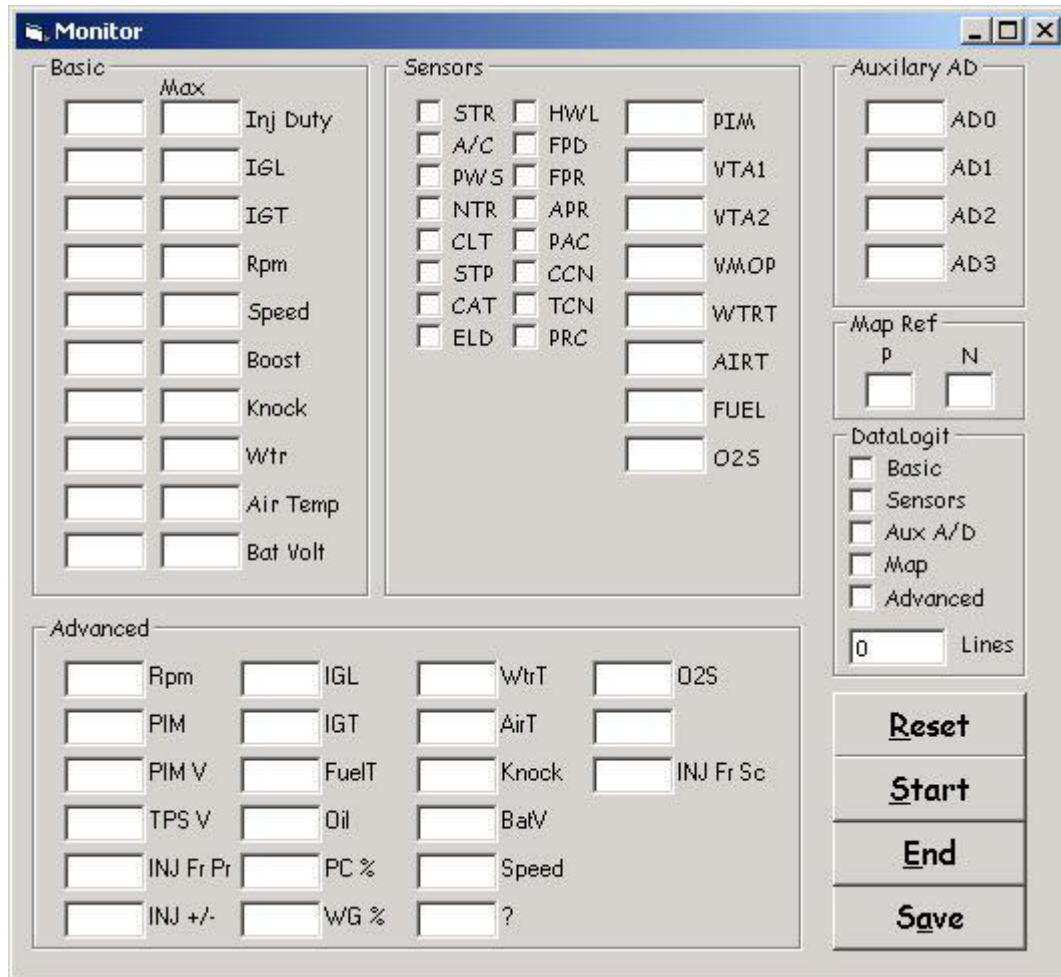 Monitor
Basic
Max
Inj Duty
IGL
IGT
Rpm
Speed
Boost
Knock
Wtr
Air Temp
Bat Volt
Sensors
STR HWL
A/C FPD
PWS FPR
NTR APR
CLT PAC
STP CCN
CAT TCN
ELD PRC
PIM
VTA1
VTA2
VMOP
WTRT
AIRT
FUEL
O2S
Auxilary AD
AD0
AD1
AD2
AD3
Map Ref
P N
DataLogit
Basic
Sensors
Aux A/D
Map
Advanced
0 Lines
Advanced
Rpm IGL WtrT O2S
PIM IGT AirT
PIM V FuelT Knock INJ Fr Sc
TPS V Oil BatV
INJ Fr Pr PC % Speed
INJ +/- WG % ?
Reset
Start
End
Save